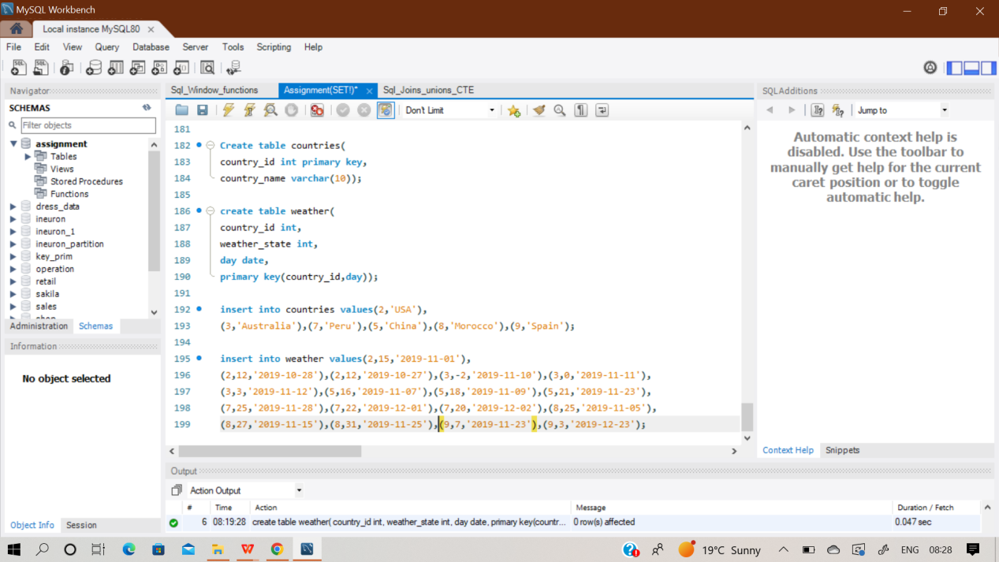 MySQL Workbench
Local instance MySQL80
File Edit View Query Database Server Tools Scripting Help
Navigator
SCHEMAS
Filter objects
assignment
Tables
Views
Stored Procedures
Functions
dress_data
ineuron
ineuron_1
ineuron_partition
key_prim
operation
retail
sakila
sales
shop
Administration Schemas
Information
No object selected
Object Info Session
Sql_Window_functions Assignment(SET!)* Sql_Joins_unions_CTE
Don't Limit
181
182 Create table countries(
183 country_id int primary key,
184 country_name varchar(10));
185
186 create table weather(
187 country_id int,
188 weather_state int,
189 day date,
190 primary key(country_id,day));
191
192 insert into countries values(2,'USA'),
193 (3,'Australia'),(7,'Peru'),(5,'China'),(8,'Morocco'),(9,'Spain');
194
195 insert into weather values(2,15,'2019-11-01'),
196 (2,12,'2019-10-28'),(2,12,'2019-10-27'),(3,-2,'2019-11-10'),(3,0,'2019-11-11'),
197 (3,3,'2019-11-12'),(5,16,'2019-11-07'),(5,18,'2019-11-09'),(5,21,'2019-11-23'),
198 (7,25,'2019-11-28'),(7,22,'2019-12-01'),(7,20,'2019-12-02'),(8,25,'2019-11-05'),
199 (8,27,'2019-11-15'),(8,31,'2019-11-25'),(9,7,'2019-11-23'),(9,3,'2019-12-23');
SQLAdditions
Jump to
Automatic context help is
disabled. Use the toolbar to
manually get help for the current
caret position or to toggle
automatic help.
Context Help Snippets
Output
Action Output
# Time Action Message Duration / Fetch
6 08:19:28 create table weather( country_id int, weather_state int, day date, primary key(countr... 0 row(s) affected 0.047 sec
19°C Sunny ENG 08:28